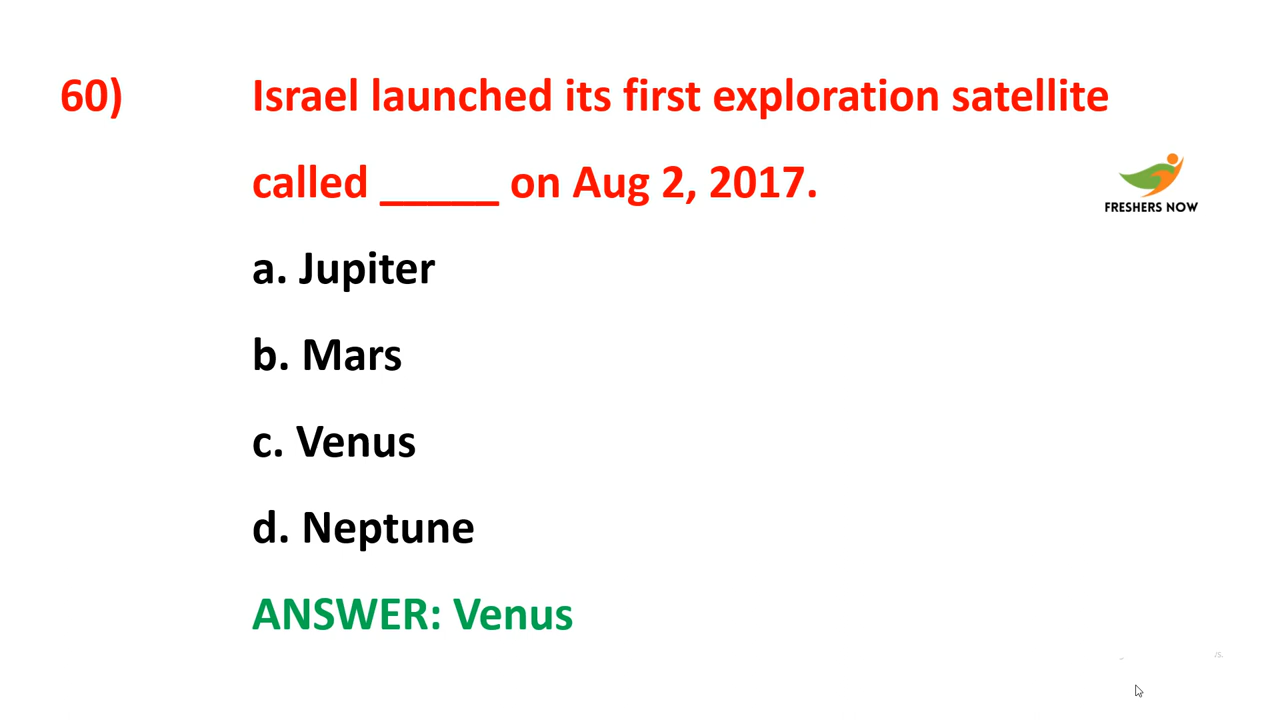 60) Israel launched its first exploration satellite
called _____ on Aug 2, 2017.
FRESHERS NOW
a. Jupiter
b. Mars
c. Venus
d. Neptune
ANSWER: Venus